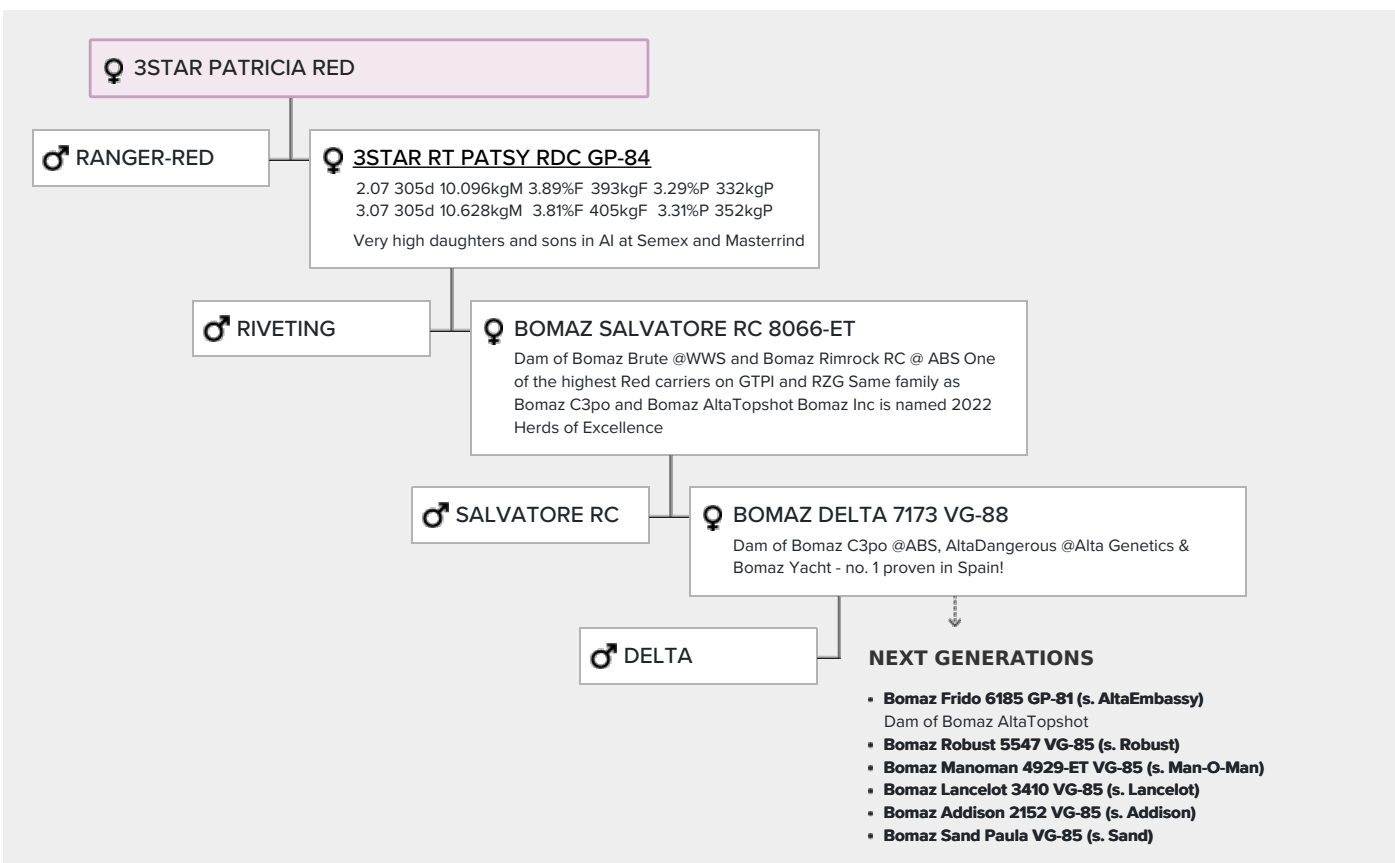 3STAR PATRICIA RED
RANGER-RED
3STAR RT PATSY RDC GP-84
2.07 305d 10.096kgM 3.89%F 393kgF 3.29%P 332kgP
3.07 305d 10.628kgM 3.81%F 405kgF 3.31%P 352kgP
Very high daughters and sons in AI at Semex and Masterrind
RIVETING
BOMAZ SALVATORE RC 8066-ET
Dam of Bomaz Brute @WWS and Bomaz Rimrock RC @ ABS One
of the highest Red carriers on GTPI and RZG Same family as
Bomaz C3po and Bomaz AltaTopshot Bomaz Inc is named 2022
Herds of Excellence
SALVATORE RC
BOMAZ DELTA 7173 VG-88
Dam of Bomaz C3po @ABS, AltaDangerous @Alta Genetics &
Bomaz Yacht - no. 1 proven in Spain!
DELTA
NEXT GENERATIONS
• Bomaz Frido 6185 GP-81 (s. AltaEmbassy)
Dam of Bomaz AltaTopshot
• Bomaz Robust 5547 VG-85 (s. Robust)
• Bomaz Manoman 4929-ET VG-85 (s. Man-O-Man)
• Bomaz Lancelot 3410 VG-85 (s. Lancelot)
• Bomaz Addison 2152 VG-85 (s. Addison)
• Bomaz Sand Paula VG-85 (s. Sand)